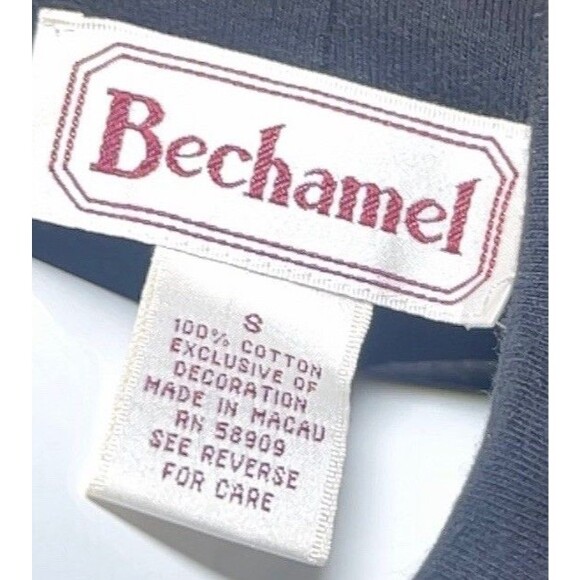 Bechamel
S
100% COTTON
EXCLUSIVE OF
DECORATION
MADE IN MACAU
RN 58909
SEE REVERSE
FOR CARE